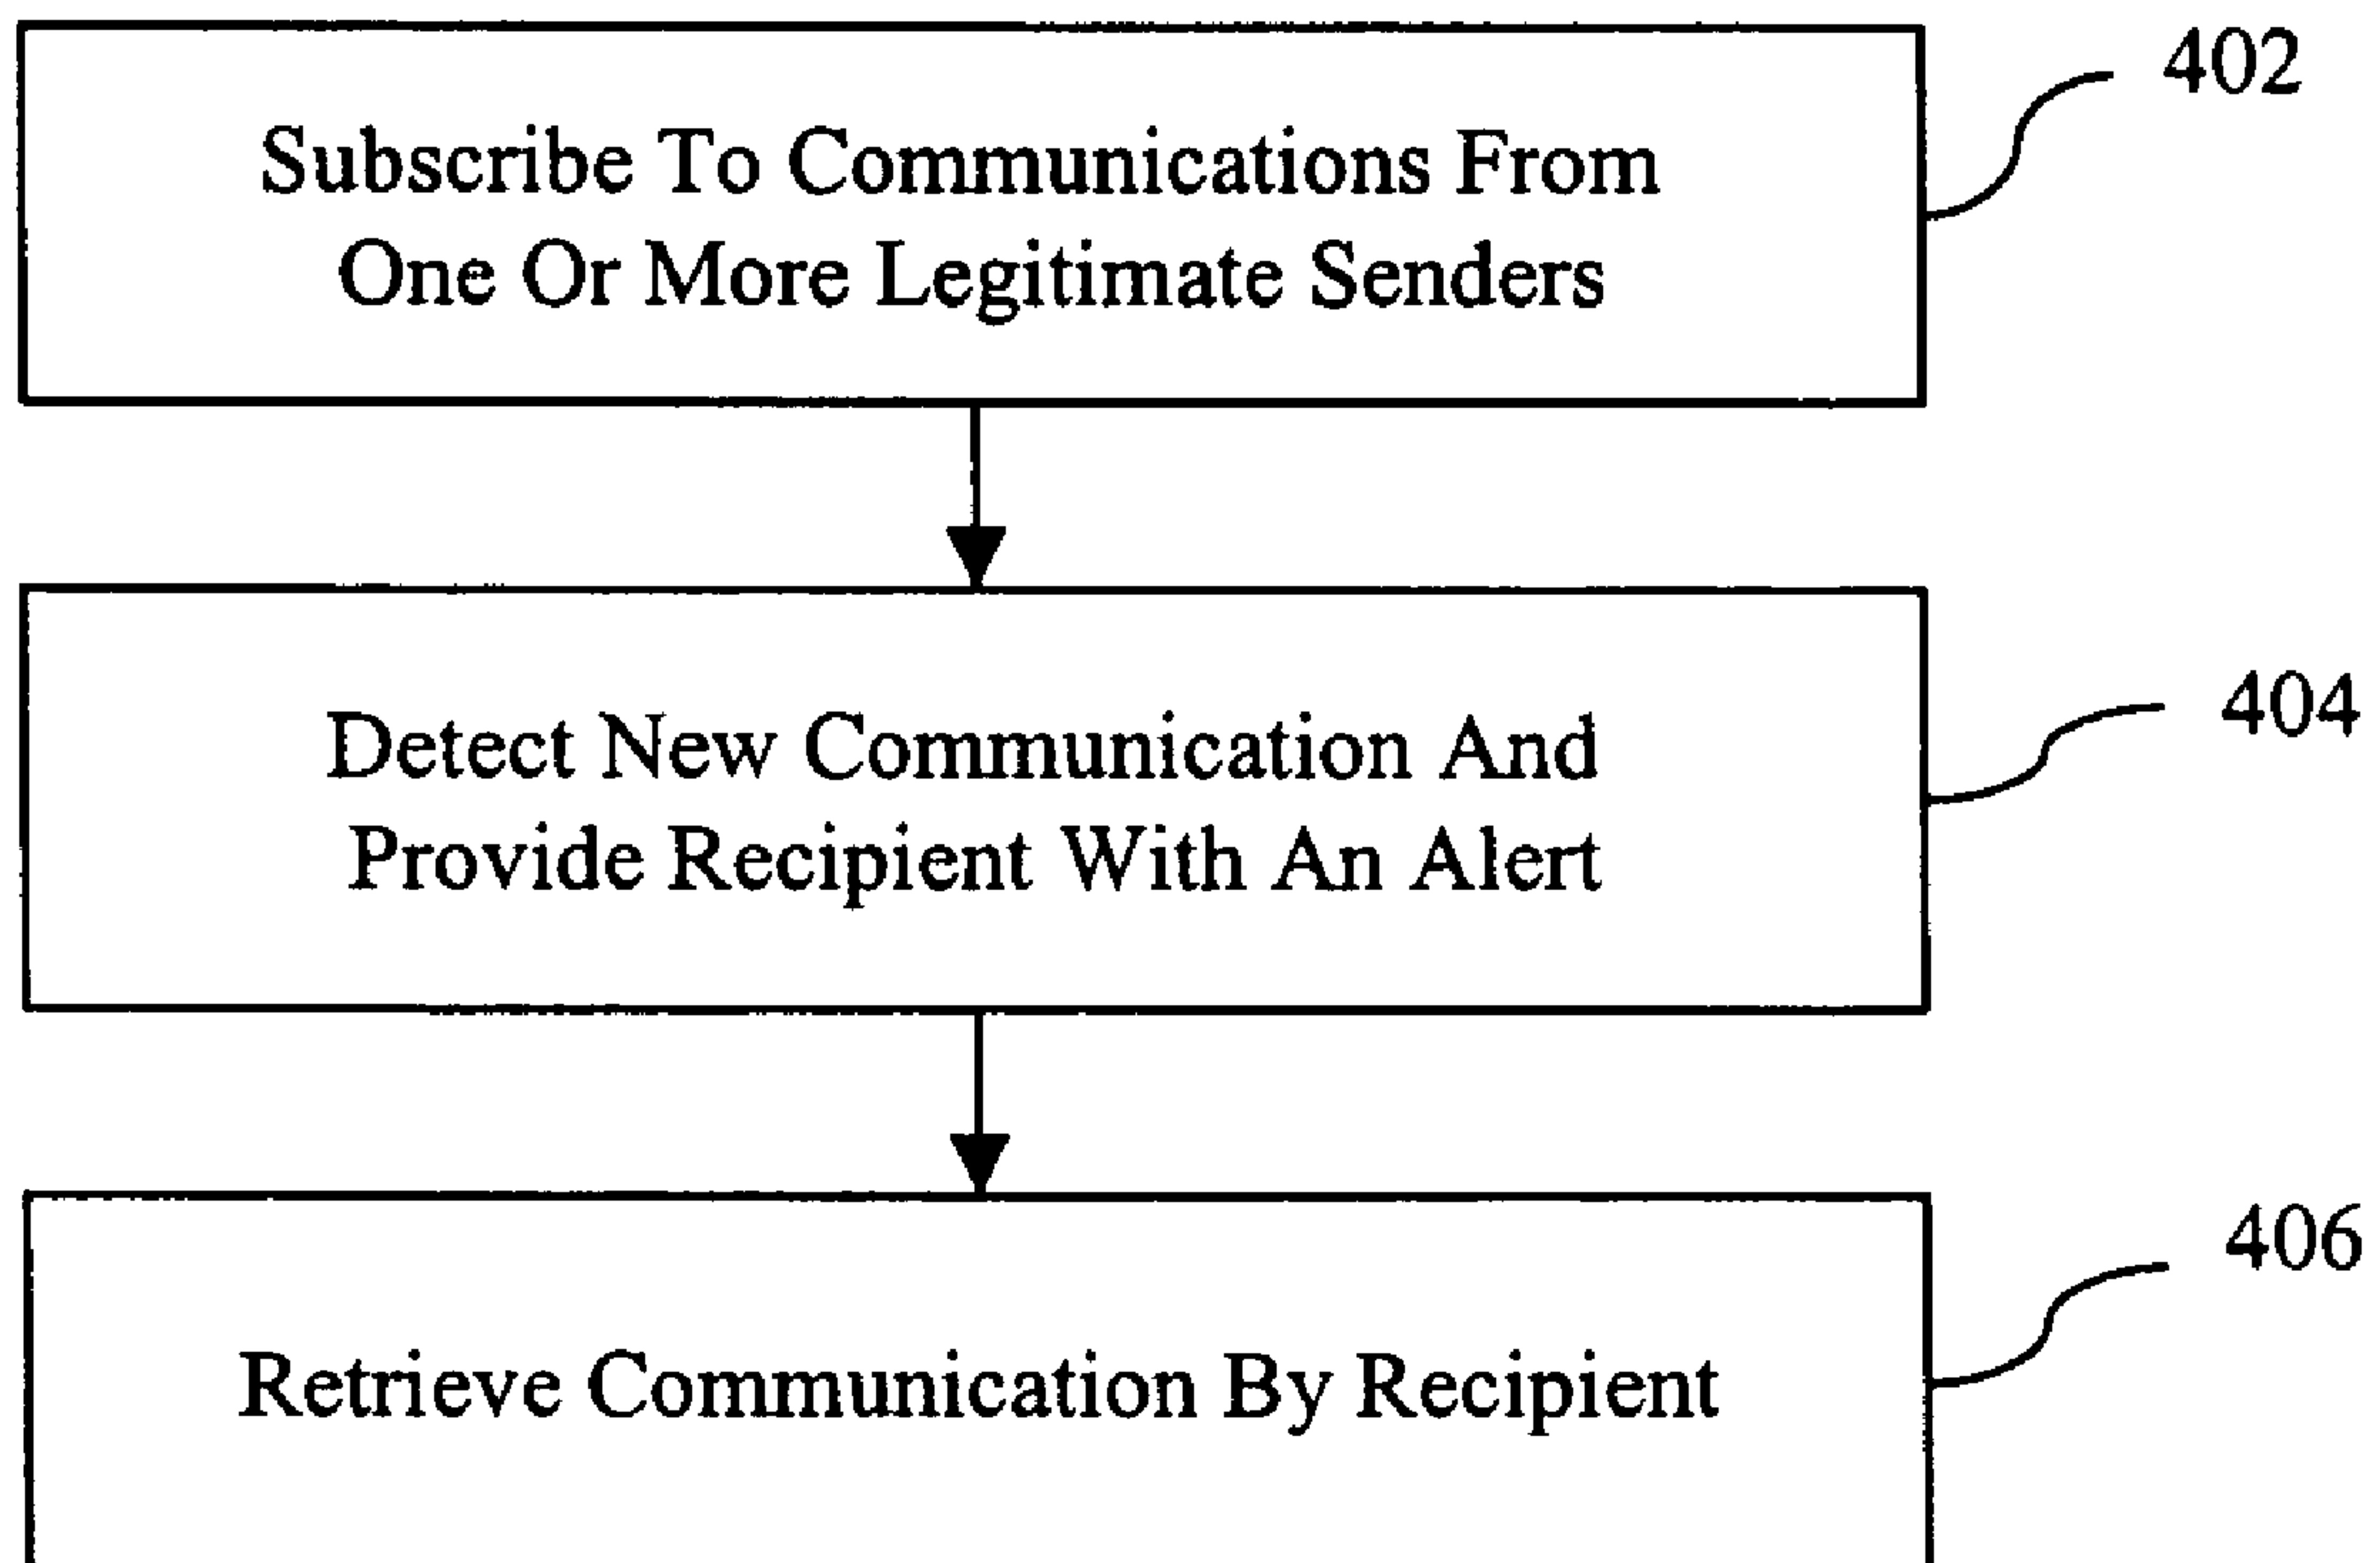 402
Subscribe To Communications From
One Or More Legitimate Senders
404
Detect New Communication And
Provide Recipient With An Alert
406
Retrieve Communication By Recipient